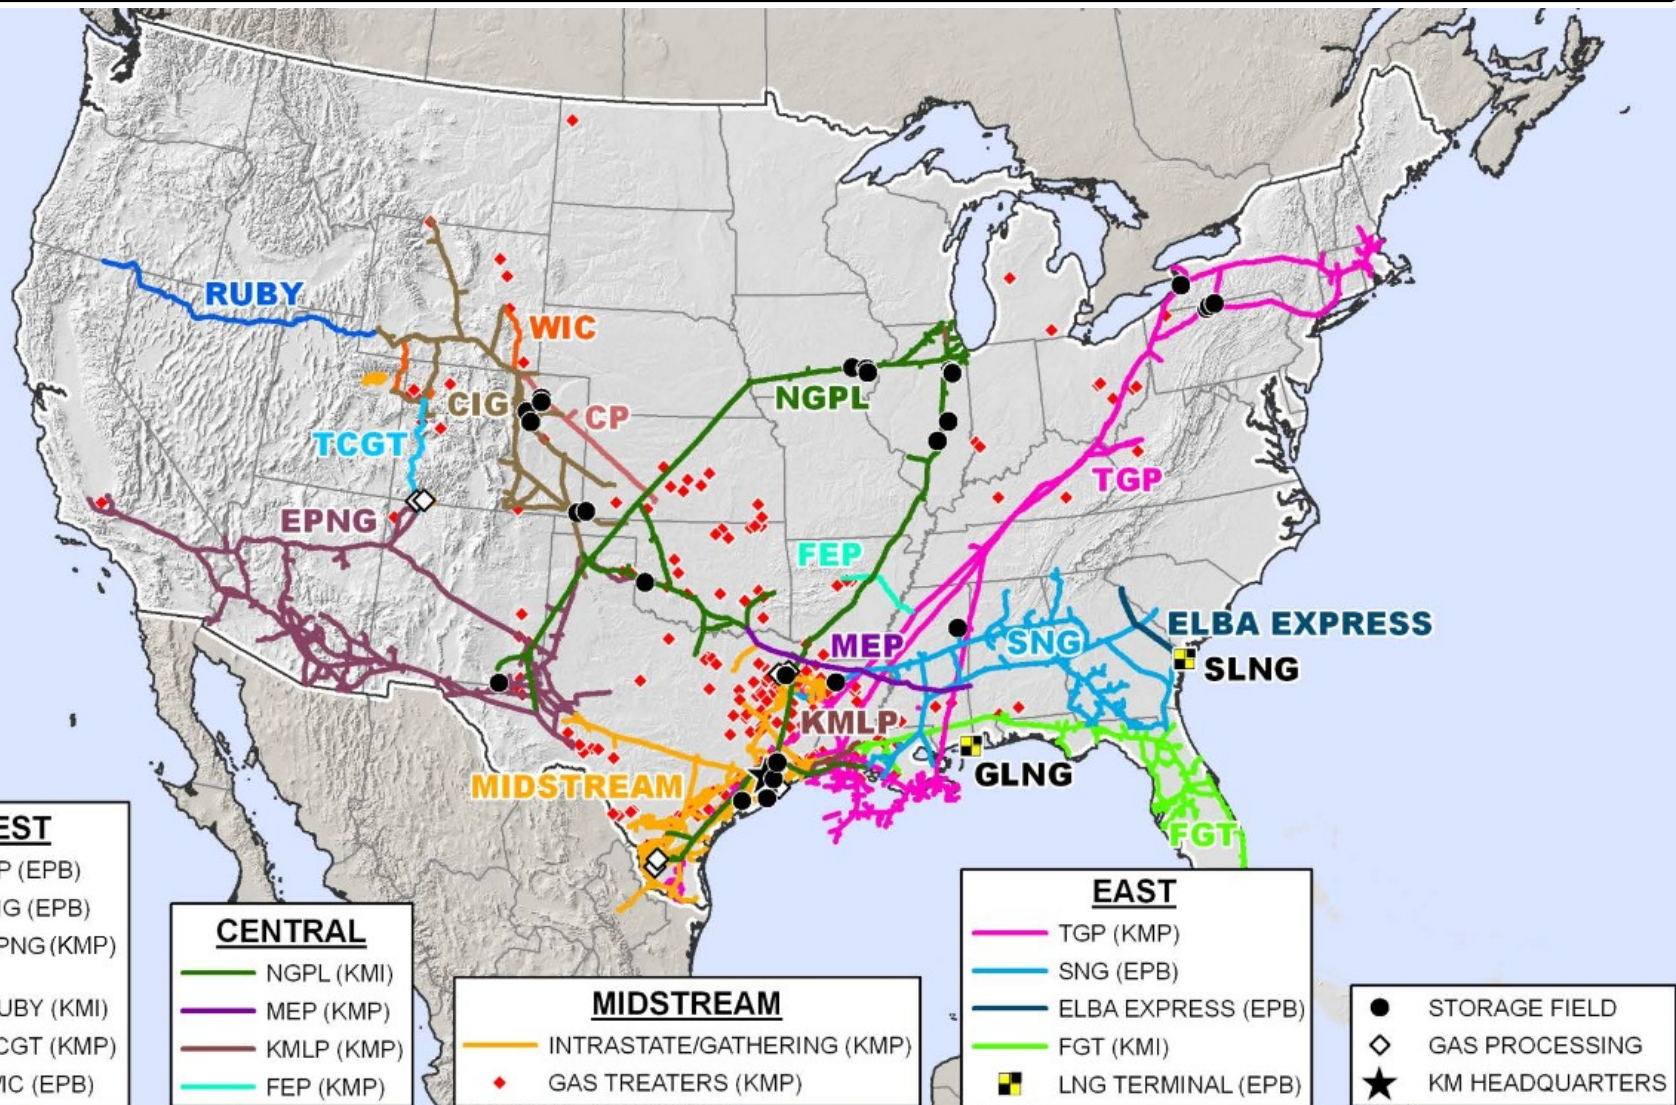 RUBY
WIC
NGPL
CIG
CP
TCGT
TGP
EPNG
FEP
ELBA EXPRESS
MEP
SNG
SLNG
KMLP
GLNG
MIDSTREAM
FGT
EST
P (EPB)
IG (EPB)
PNG (KMP)
UBY (KMI)
CGT (KMP)
IC (EPB)
CENTRAL
NGPL (KMI)
MEP (KMP)
KMLP (KMP)
FEP (KMP)
MIDSTREAM
INTRASTATE/GATHERING (KMP)
GAS TREATERS (KMP)
EAST
TGP (KMP)
SNG (EPB)
ELBA EXPRESS (EPB)
FGT (KMI)
LNG TERMINAL (EPB)
STORAGE FIELD
GAS PROCESSING
KM HEADQUARTERS